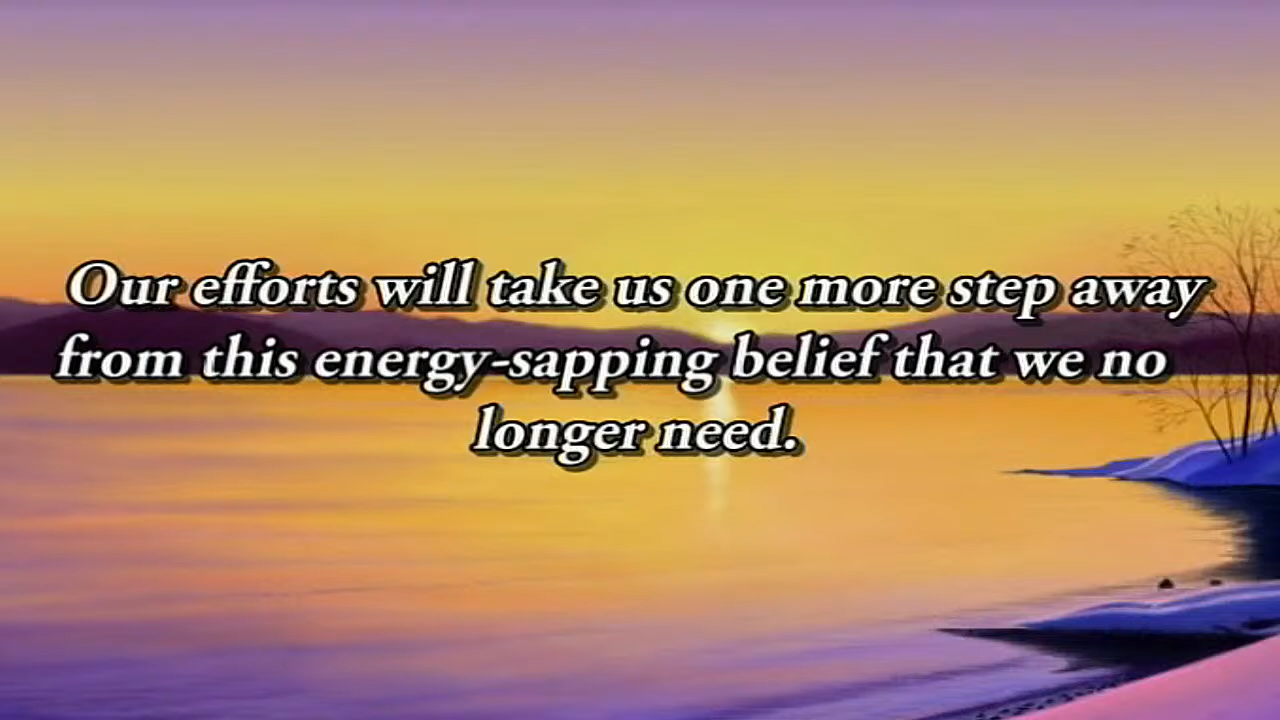 Our efforts will take us one more step away
from this energy-sapping belief that we no
longer need.